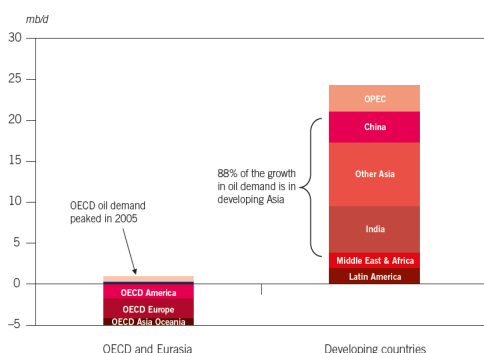 mb/d
30
25
20
15
10
5
0
–5
OECD oil demand
peaked in 2005
OECD America
OECD Europe
OECD Asia Oceania
OECD and Eurasia
88% of the growth
in oil demand is in
developing Asia
OPEC
China
Other Asia
India
Middle East & Africa
Latin America
Developing countries